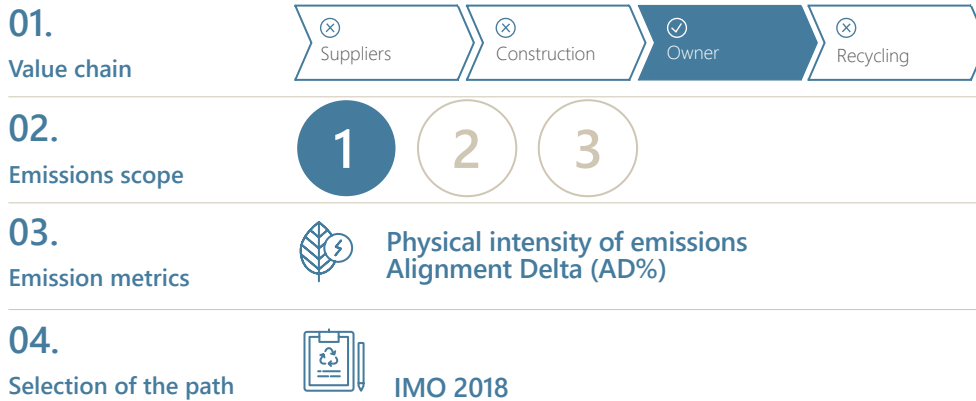 01.
Value chain
Suppliers
Construction
Owner
Recycling
02.
Emissions scope
1
2
3
03.
Emission metrics
Physical intensity of emissions
Alignment Delta (AD%)
04.
Selection of the path
IMO 2018